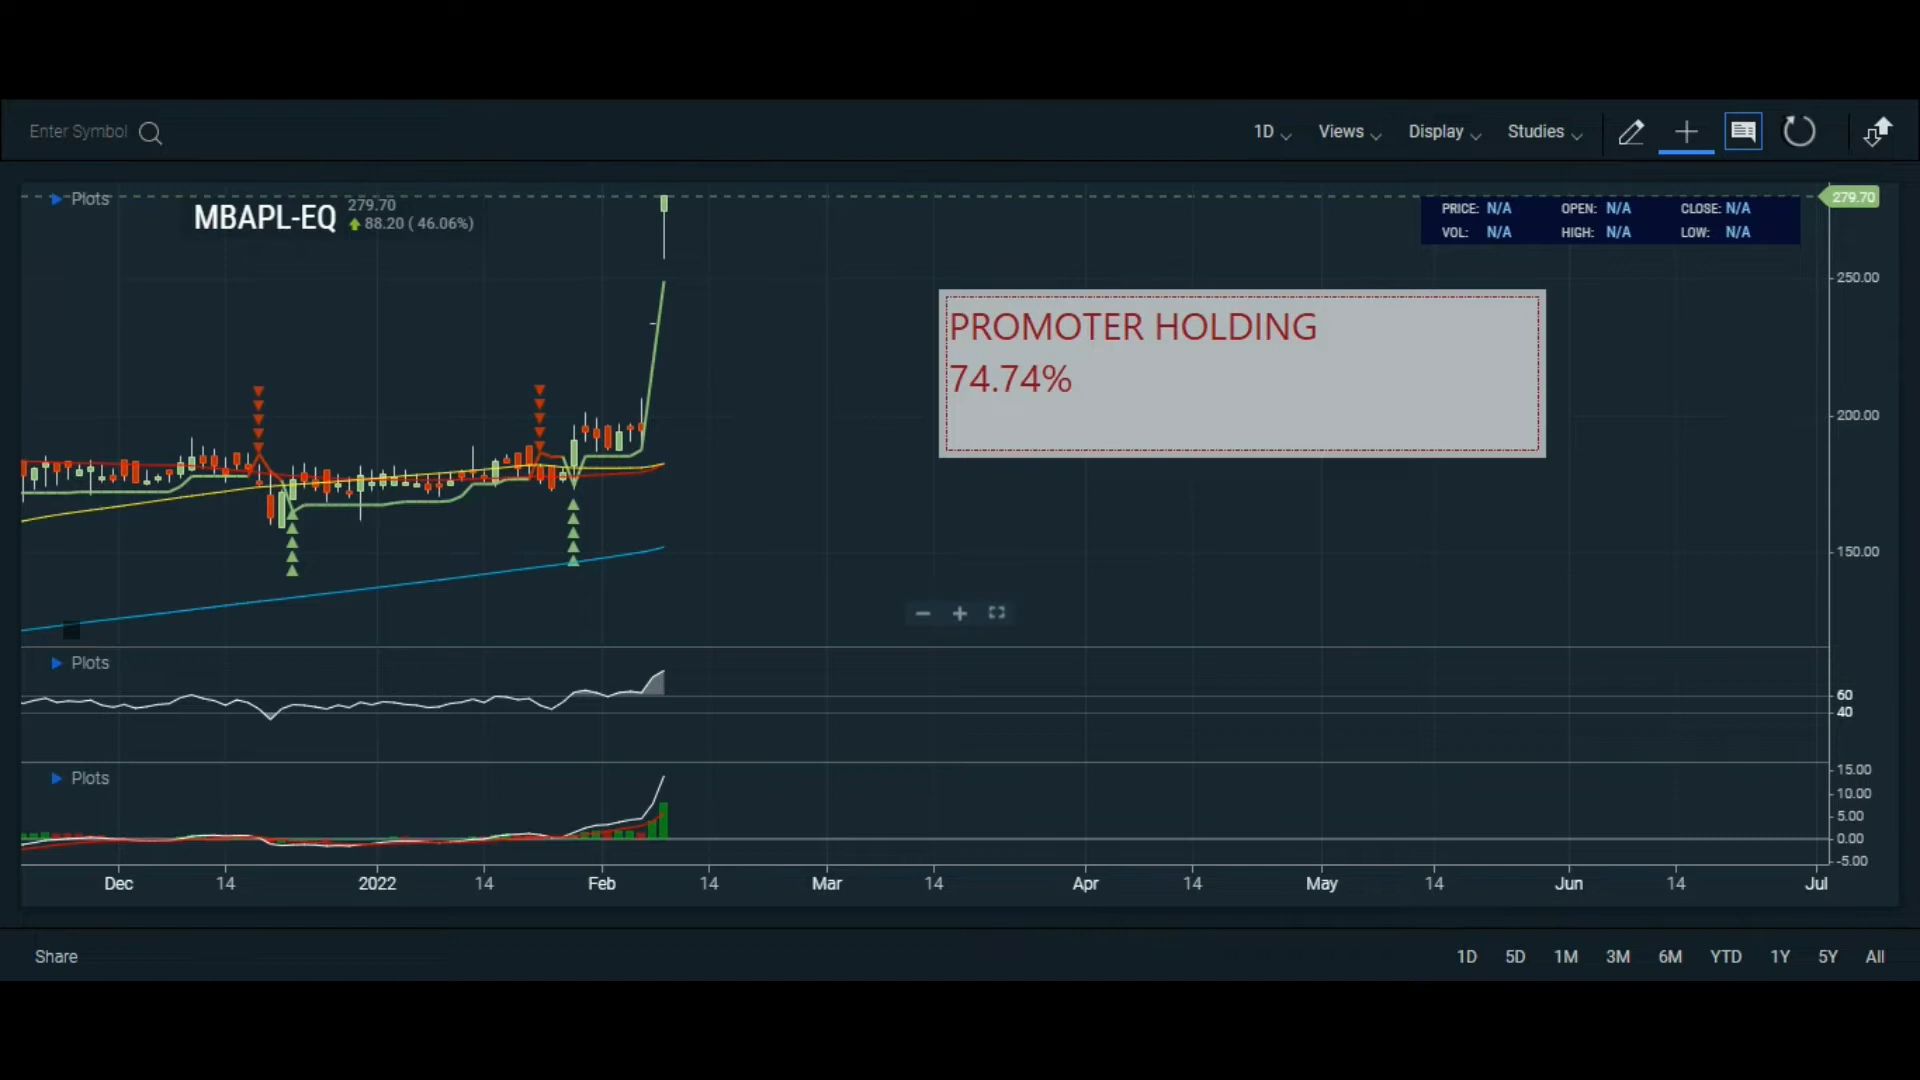 Enter Symbol
1D Views Display Studies
Plots
MBAPL-EQ
279.70
88.20 ( 46.06%)
PRICE: N/A OPEN: N/A CLOSE: N/A
VOL: N/A HIGH: N/A LOW: N/A
279.70
250.00
PROMOTER HOLDING
74.74%
200.00
150.00
Plots
60
40
Plots
15.00
10.00
5.00
0.00
-5.00
Dec 14 2022 14 Feb 14 Mar 14 Apr 14 May 14 Jun 14 Jul
Share
1D 5D 1M 3M 6M YTD 1Y 5Y All